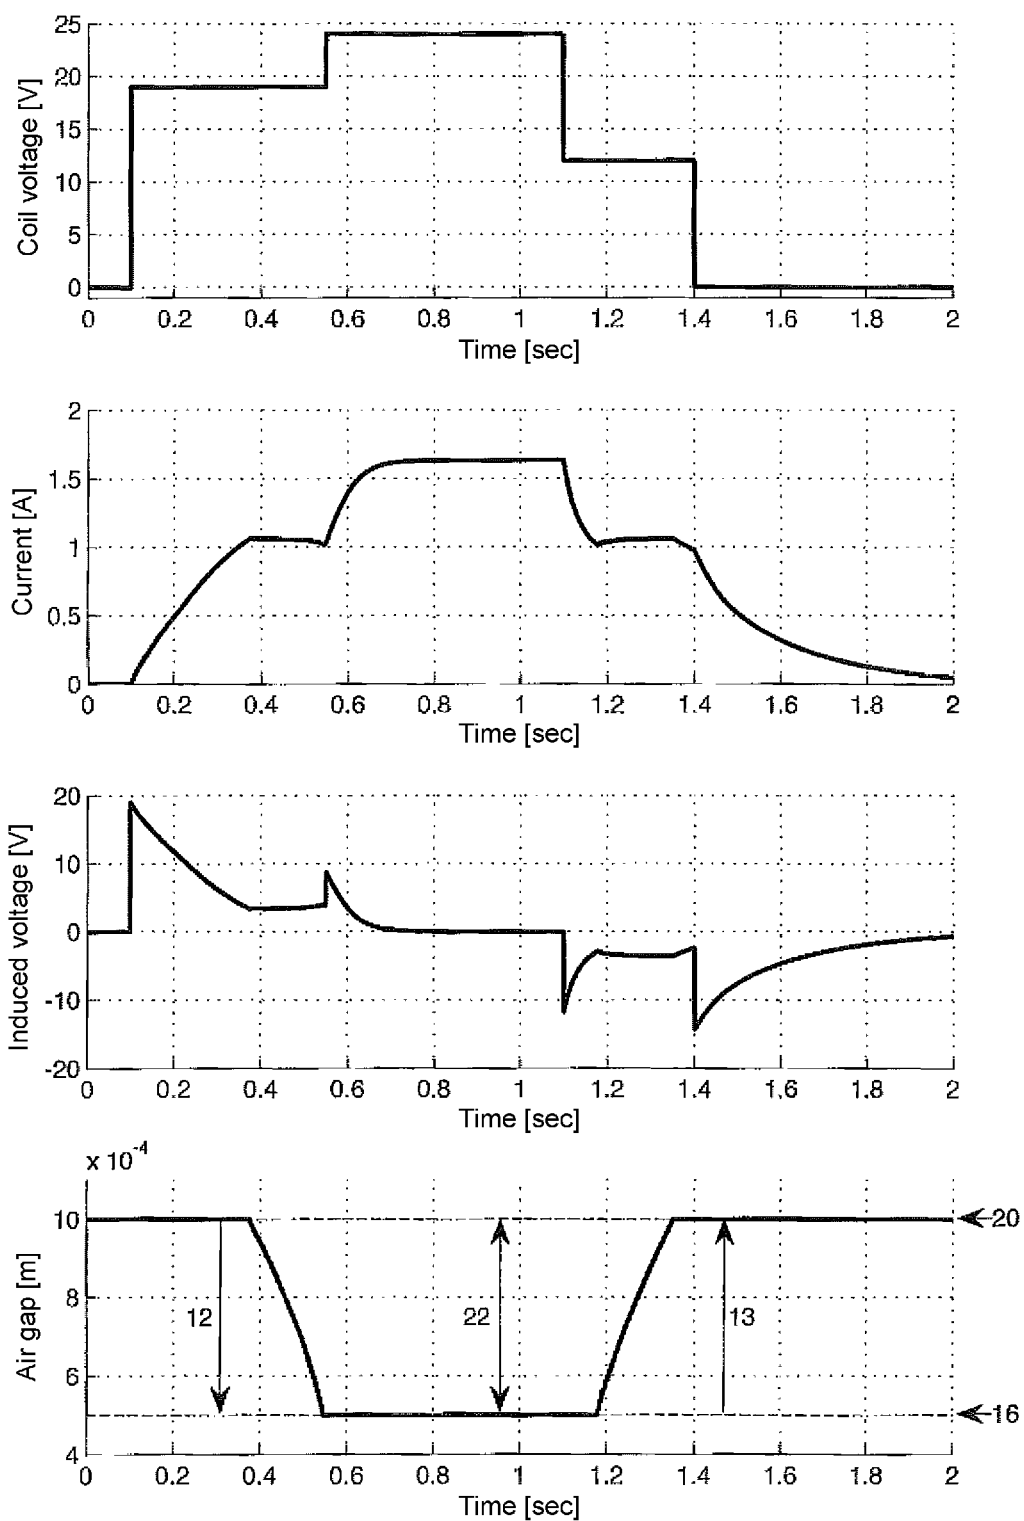 25
20
15
10
5
0
Coil voltage [V]
0 0.2 0.4 0.6 0.8 1 1.2 1.4 1.6 1.8 2
Time [sec]
2
1.5
1
0.5
0
Current [A]
0 0.2 0.4 0.6 0.8 1 1.2 1.4 1.6 1.8 2
Time [sec]
20
10
0
-10
-20
Induced voltage [V]
0 0.2 0.4 0.6 0.8 1 1.2 1.4 1.6 1.8 2
Time [sec]
x 10-4
10
8
6
4
Air gap [m]
12
22
13
20
16
0 0.2 0.4 0.6 0.8 1 1.2 1.4 1.6 1.8 2
Time [sec]